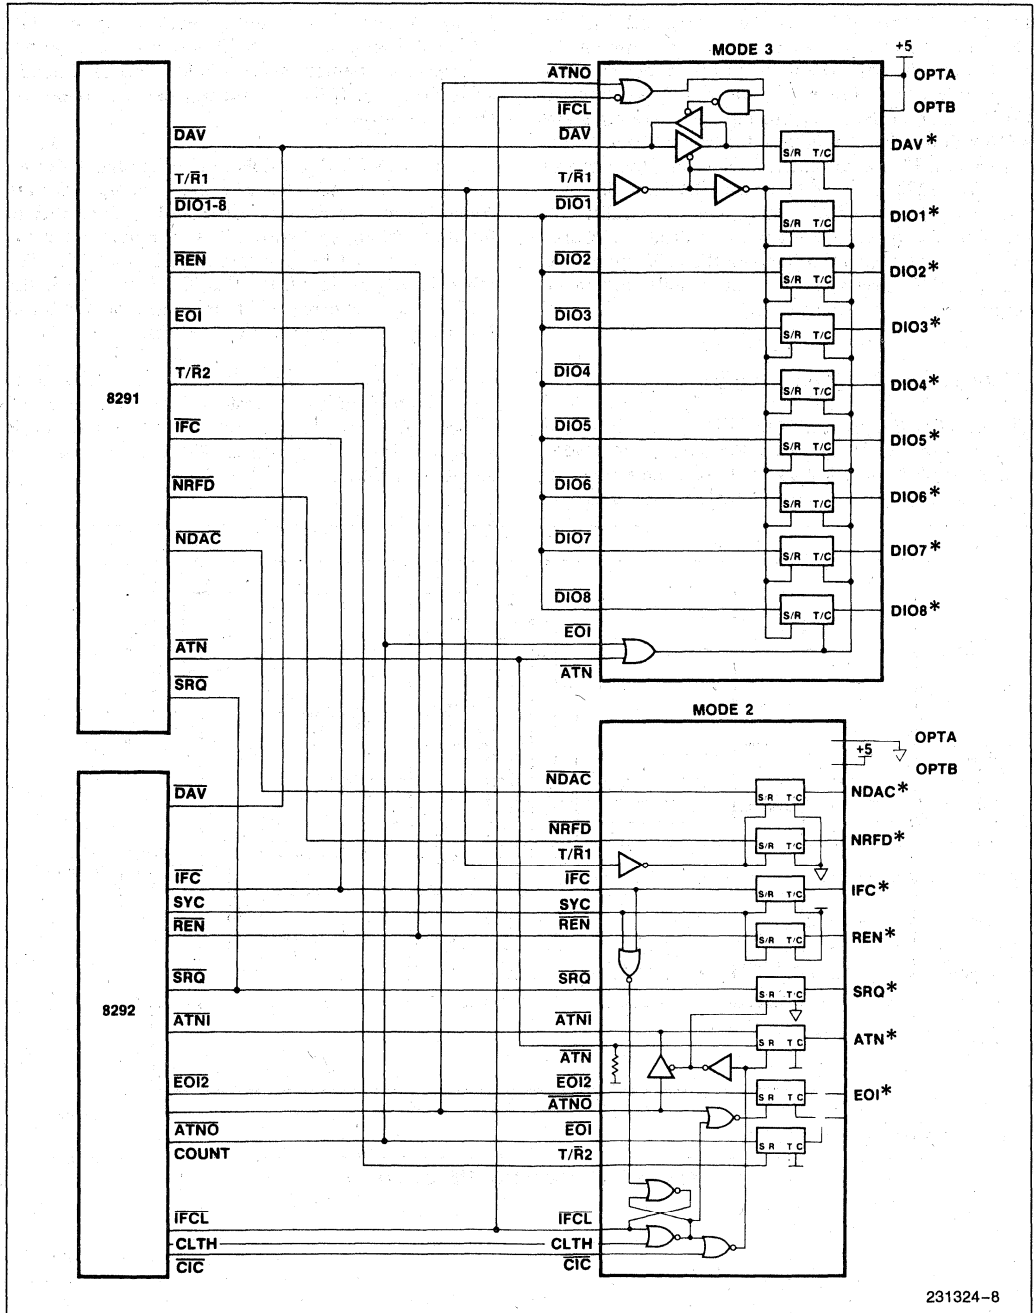 MODE 3
+5
OPTA
OPTB
ATNO
IFCL
DAV
T/R1
DIO1
DIO2
DIO3
DIO4
DIO5
DIO6
DIO7
DIO8
EOI
ATN
S/R T/C
S/R T/C
S/R T/C
S/R T/C
S/R T/C
S/R T/C
S/R T/C
S/R T/C
S/R T/C
DAV*
DIO1*
DIO2*
DIO3*
DIO4*
DIO5*
DIO6*
DIO7*
DIO8*
8291
DAV
T/R1
DIO1-8
REN
EOI
T/R2
IFC
NRFD
NDAC
ATN
SRQ
MODE 2
OPTA
+5
OPTB
NDAC
NRFD
T/R1
IFC
SYC
REN
SRQ
ATNI
ATN
EOI2
ATNO
EOI
T/R2
IFCL
CLTH
CIC
S/R T/C
S/R T/C
S/R T/C
S/R T/C
S/R T/C
S R T C
S R T C
S R T C
NDAC*
NRFD*
IFC*
REN*
SRQ*
ATN*
EOI*
8292
DAV
IFC
SYC
REN
SRQ
ATNI
EOI2
ATNO
COUNT
IFCL
CLTH
CIC
231324-8